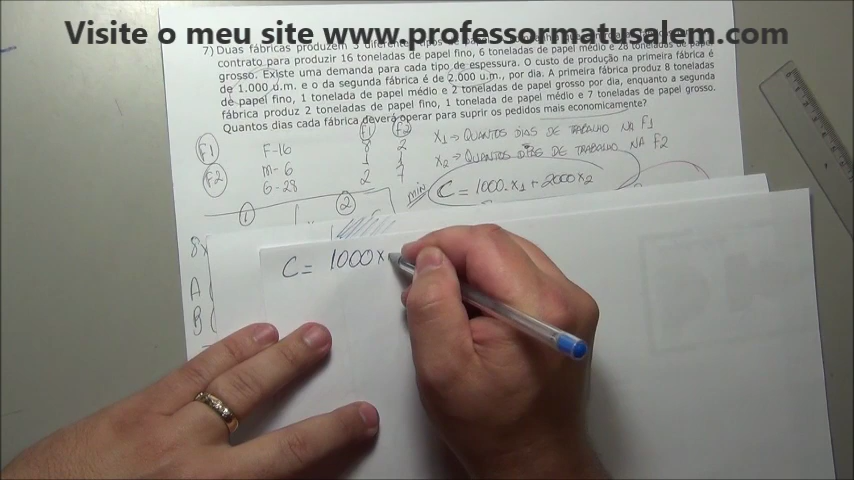 Visite o meu site www.professormatusalem.com
7) Duas fábricas produzem 3 diferentes tipos de papel.
contrato para produzir 16 toneladas de papel fino, 6 toneladas de papel médio e 28 toneladas de papel
grosso. Existe uma demanda para cada tipo de espessura. O custo de produção na primeira fábrica é
de 1.000 u.m. e o da segunda fábrica é de 2.000 u.m., por dia. A primeira fábrica produz 8 toneladas
de papel fino, 1 tonelada de papel médio e 2 toneladas de papel grosso por dia, enquanto a segunda
fábrica produz 2 toneladas de papel fino, 1 tonelada de papel médio e 7 toneladas de papel grosso.
Quantos dias cada fábrica deverá operar para suprir os pedidos mais economicamente?
F1 F2
F1 F-16 8 2 X1 → QUANTOS DIAS DE TRABALHO NA F1
M-6 1 1 X2 → QUANTOS DIAS DE TRABALHO NA F2
F2 G-28 2 7 min C = 1000.X1 + 2000X2
1 2
8x
A
B
C = 1000x